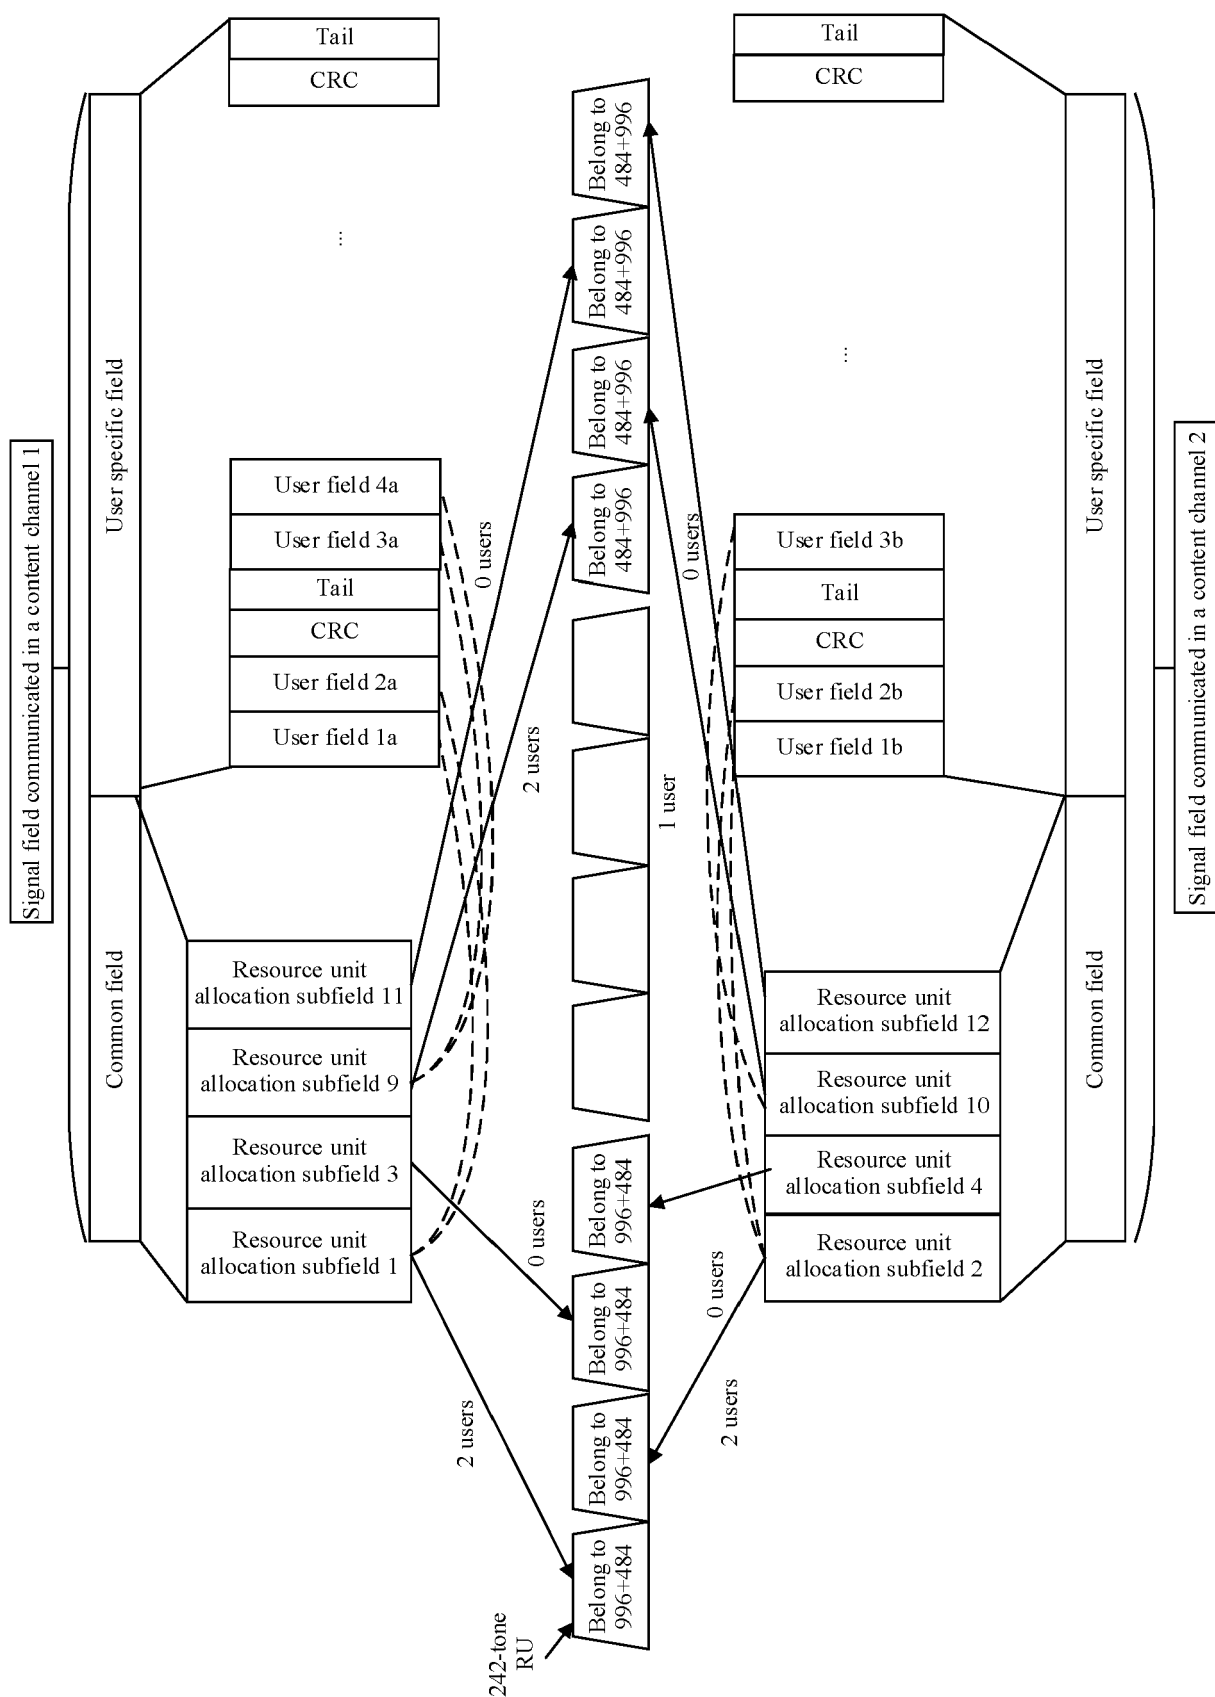 Signal field communicated in a content channel 1
Common field
User specific field
Resource unit
allocation subfield 1
Resource unit
allocation subfield 3
Resource unit
allocation subfield 9
Resource unit
allocation subfield 11
User field 1a
User field 2a
CRC
Tail
User field 3a
User field 4a
...
CRC
Tail
242-tone
RU
2 users
0 users
2 users
0 users
Belong to
996+484
Belong to
996+484
Belong to
996+484
Belong to
996+484
Belong to
484+996
Belong to
484+996
Belong to
484+996
Belong to
484+996
2 users
0 users
1 user
0 users
Resource unit
allocation subfield 2
Resource unit
allocation subfield 4
Resource unit
allocation subfield 10
Resource unit
allocation subfield 12
User field 1b
User field 2b
CRC
Tail
User field 3b
...
CRC
Tail
Common field
User specific field
Signal field communicated in a content channel 2